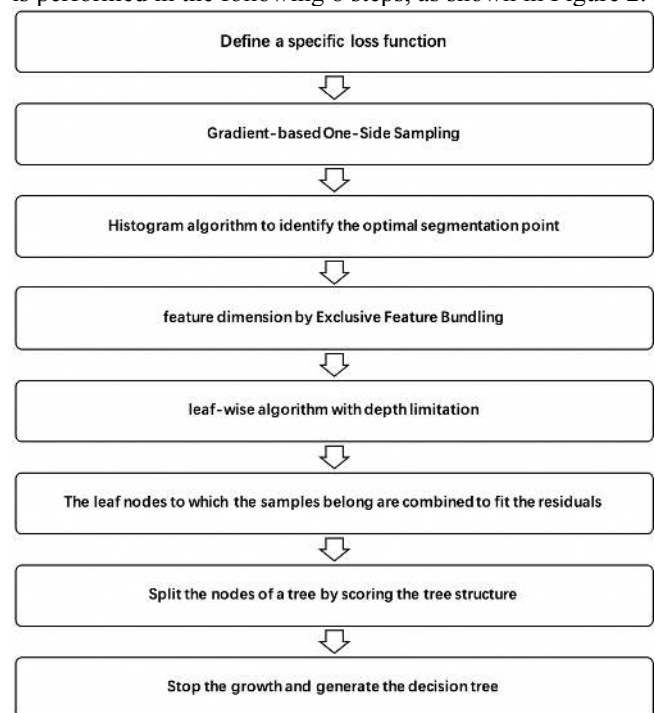 is performed in the following 8 steps, as shown in Figure 2.
Define a specific loss function
Gradient-based One-Side Sampling
Histogram algorithm to identify the optimal segmentation point
feature dimension by Exclusive Feature Bundling
leaf-wise algorithm with depth limitation
The leaf nodes to which the samples belong are combined to fit the residuals
Split the nodes of a tree by scoring the tree structure
Stop the growth and generate the decision tree